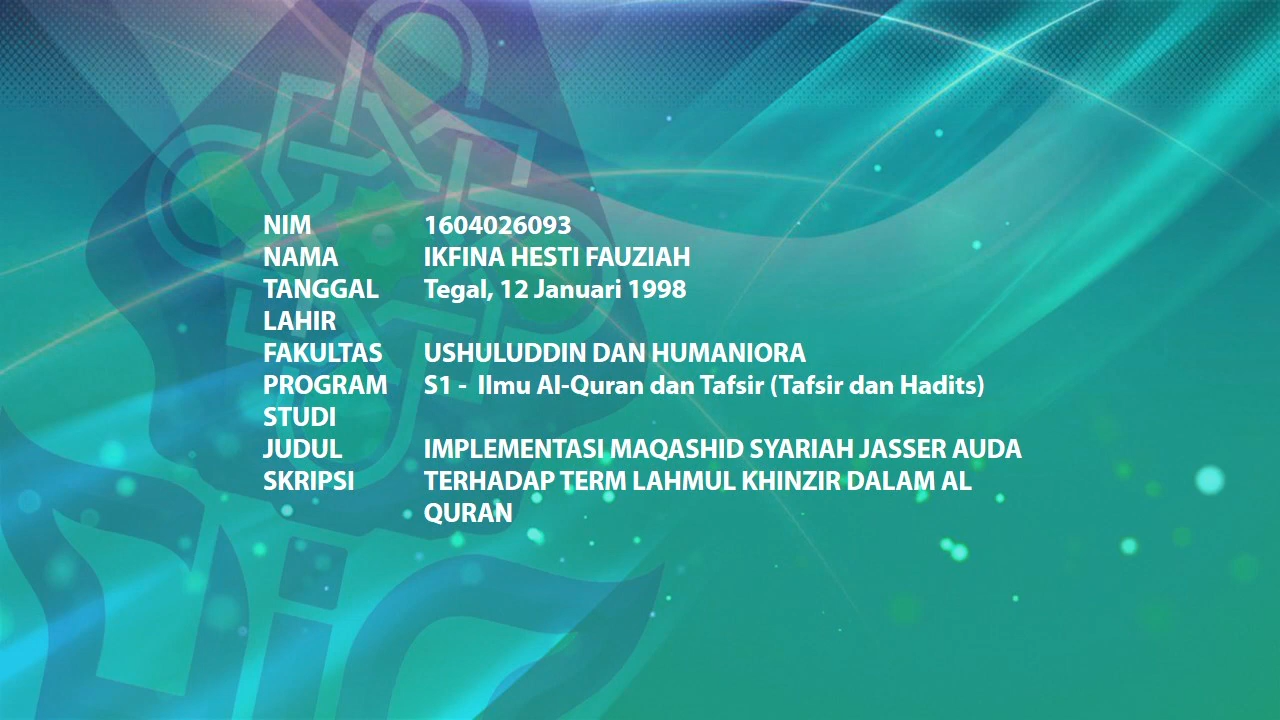 NIM 1604026093
NAMA IKFINA HESTI FAUZIAH
TANGGAL Tegal, 12 Januari 1998
LAHIR
FAKULTAS USHULUDDIN DAN HUMANIORA
PROGRAM S1 - Ilmu Al-Quran dan Tafsir (Tafsir dan Hadits)
STUDI
JUDUL IMPLEMENTASI MAQASHID SYARIAH JASSER AUDA
SKRIPSI TERHADAP TERM LAHMUL KHINZIR DALAM AL
QURAN